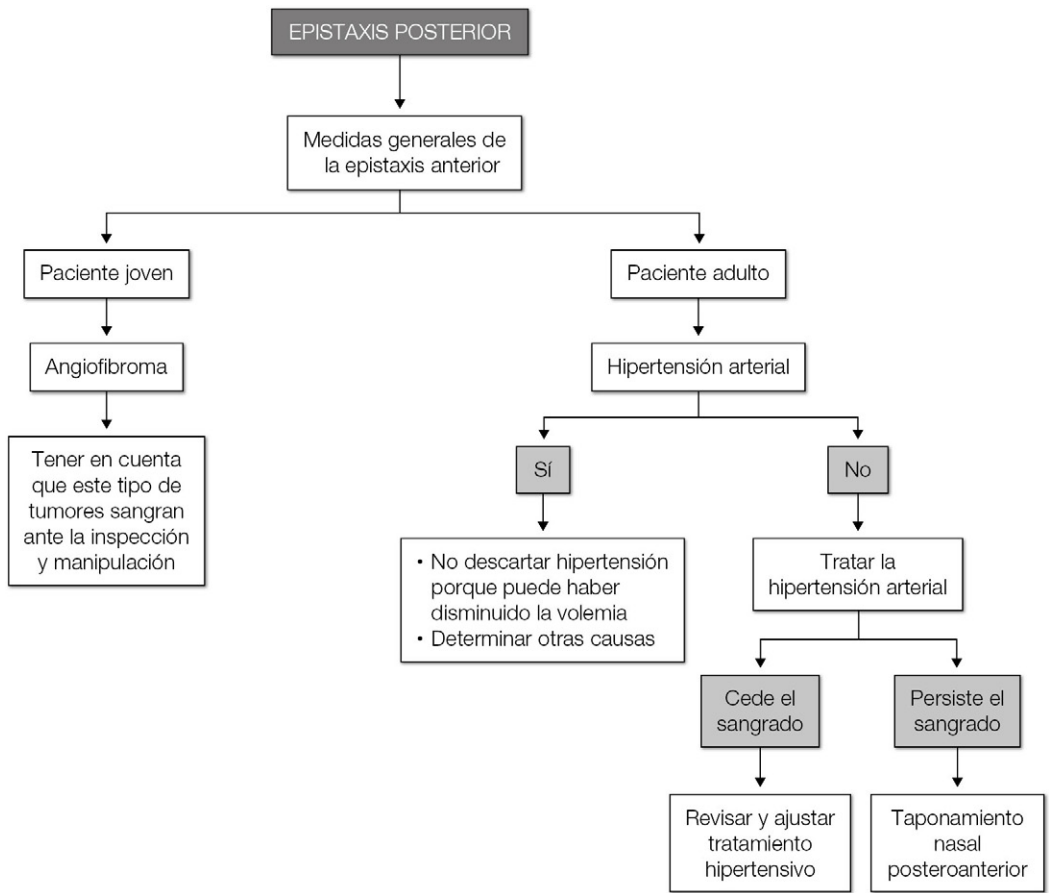 EPISTAXIS POSTERIOR
Medidas generales de
la epistaxis anterior
Paciente joven
Paciente adulto
Angiofibroma
Hipertensión arterial
Tener en cuenta
que este tipo de
tumores sangran
ante la inspección
y manipulación
Sí
No
• No descartar hipertensión
porque puede haber
disminuido la volemia
• Determinar otras causas
Tratar la
hipertensión arterial
Cede el
sangrado
Persiste el
sangrado
Revisar y ajustar
tratamiento
hipertensivo
Taponamiento
nasal
posteroanterior